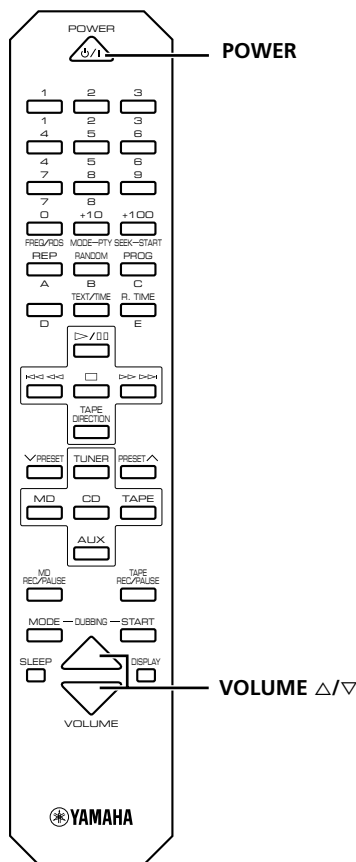 POWER
⏻/I
POWER
1 2 3
1 2 3
4 5 6
4 5 6
7 8 9
7 8
0 +10 +100
FREQ/RDS MODE—PTY SEEK—START
REP RANDOM PROG
A B C
TEXT/TIME R. TIME
D E
▷/▯▯
|◁◁ ◁◁ □ ▷▷ ▷▷|
TAPE
DIRECTION
∨PRESET TUNER PRESET∧
MD CD TAPE
AUX
MD
REC/PAUSE
TAPE
REC/PAUSE
MODE — DUBBING — START
SLEEP DISPLAY
VOLUME △/▽
VOLUME
YAMAHA